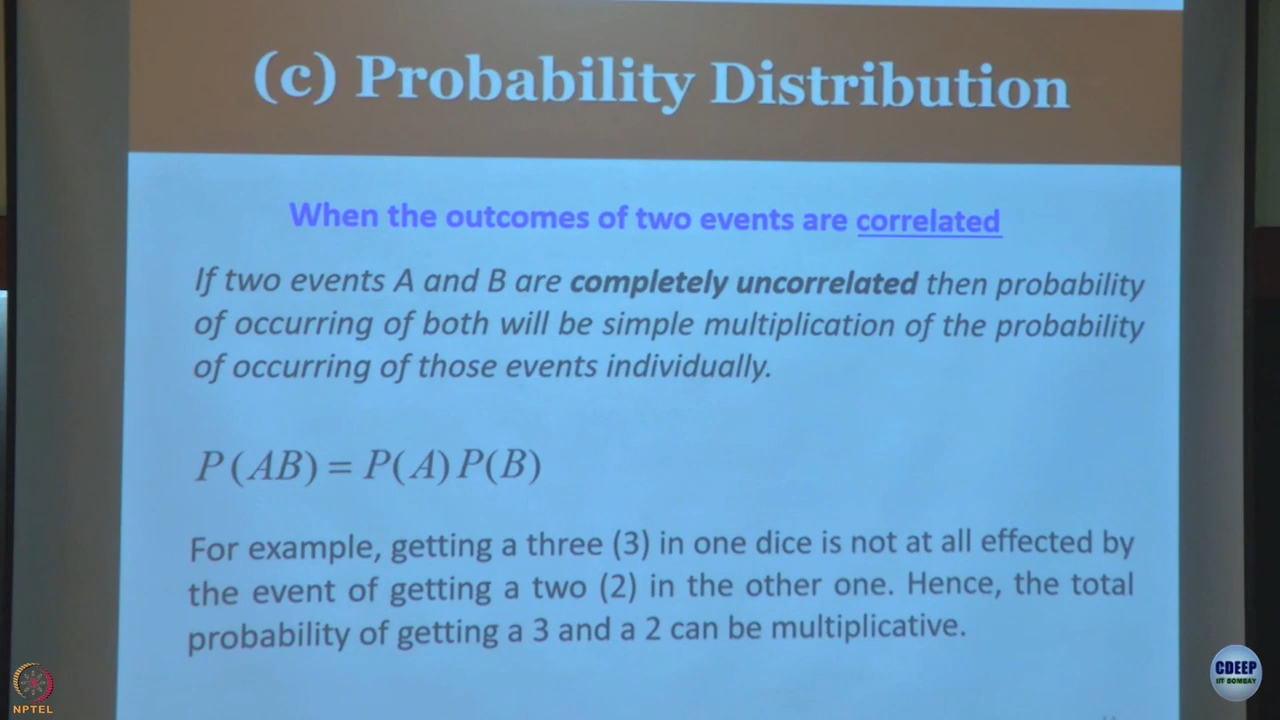 (c) Probability Distribution
When the outcomes of two events are correlated
If two events A and B are completely uncorrelated then probability
of occurring of both will be simple multiplication of the probability
of occurring of those events individually.
P(AB) = P(A) P(B)
For example, getting a three (3) in one dice is not at all effected by
the event of getting a two (2) in the other one. Hence, the total
probability of getting a 3 and a 2 can be multiplicative.
NPTEL
CDEEP
IIT BOMBAY